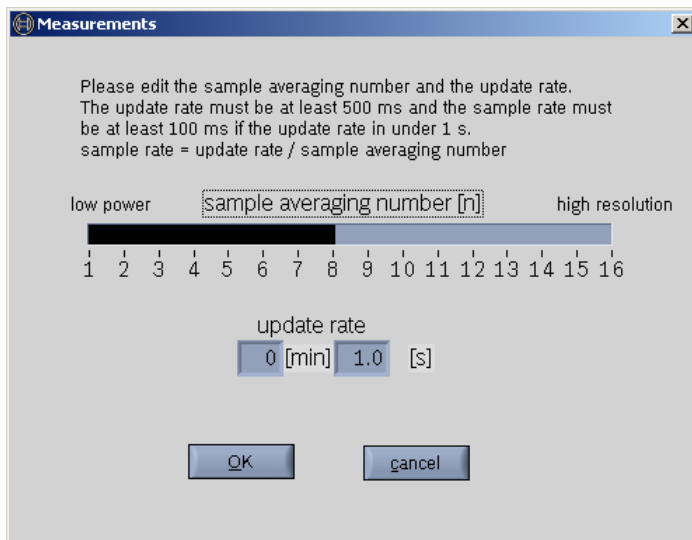 Measurements
Please edit the sample averaging number and the update rate.
The update rate must be at least 500 ms and the sample rate must
be at least 100 ms if the update rate in under 1 s.
sample rate = update rate / sample averaging number
low power sample averaging number [n] high resolution
1 2 3 4 5 6 7 8 9 10 11 12 13 14 15 16
update rate
0 [min] 1.0 [s]
OK cancel